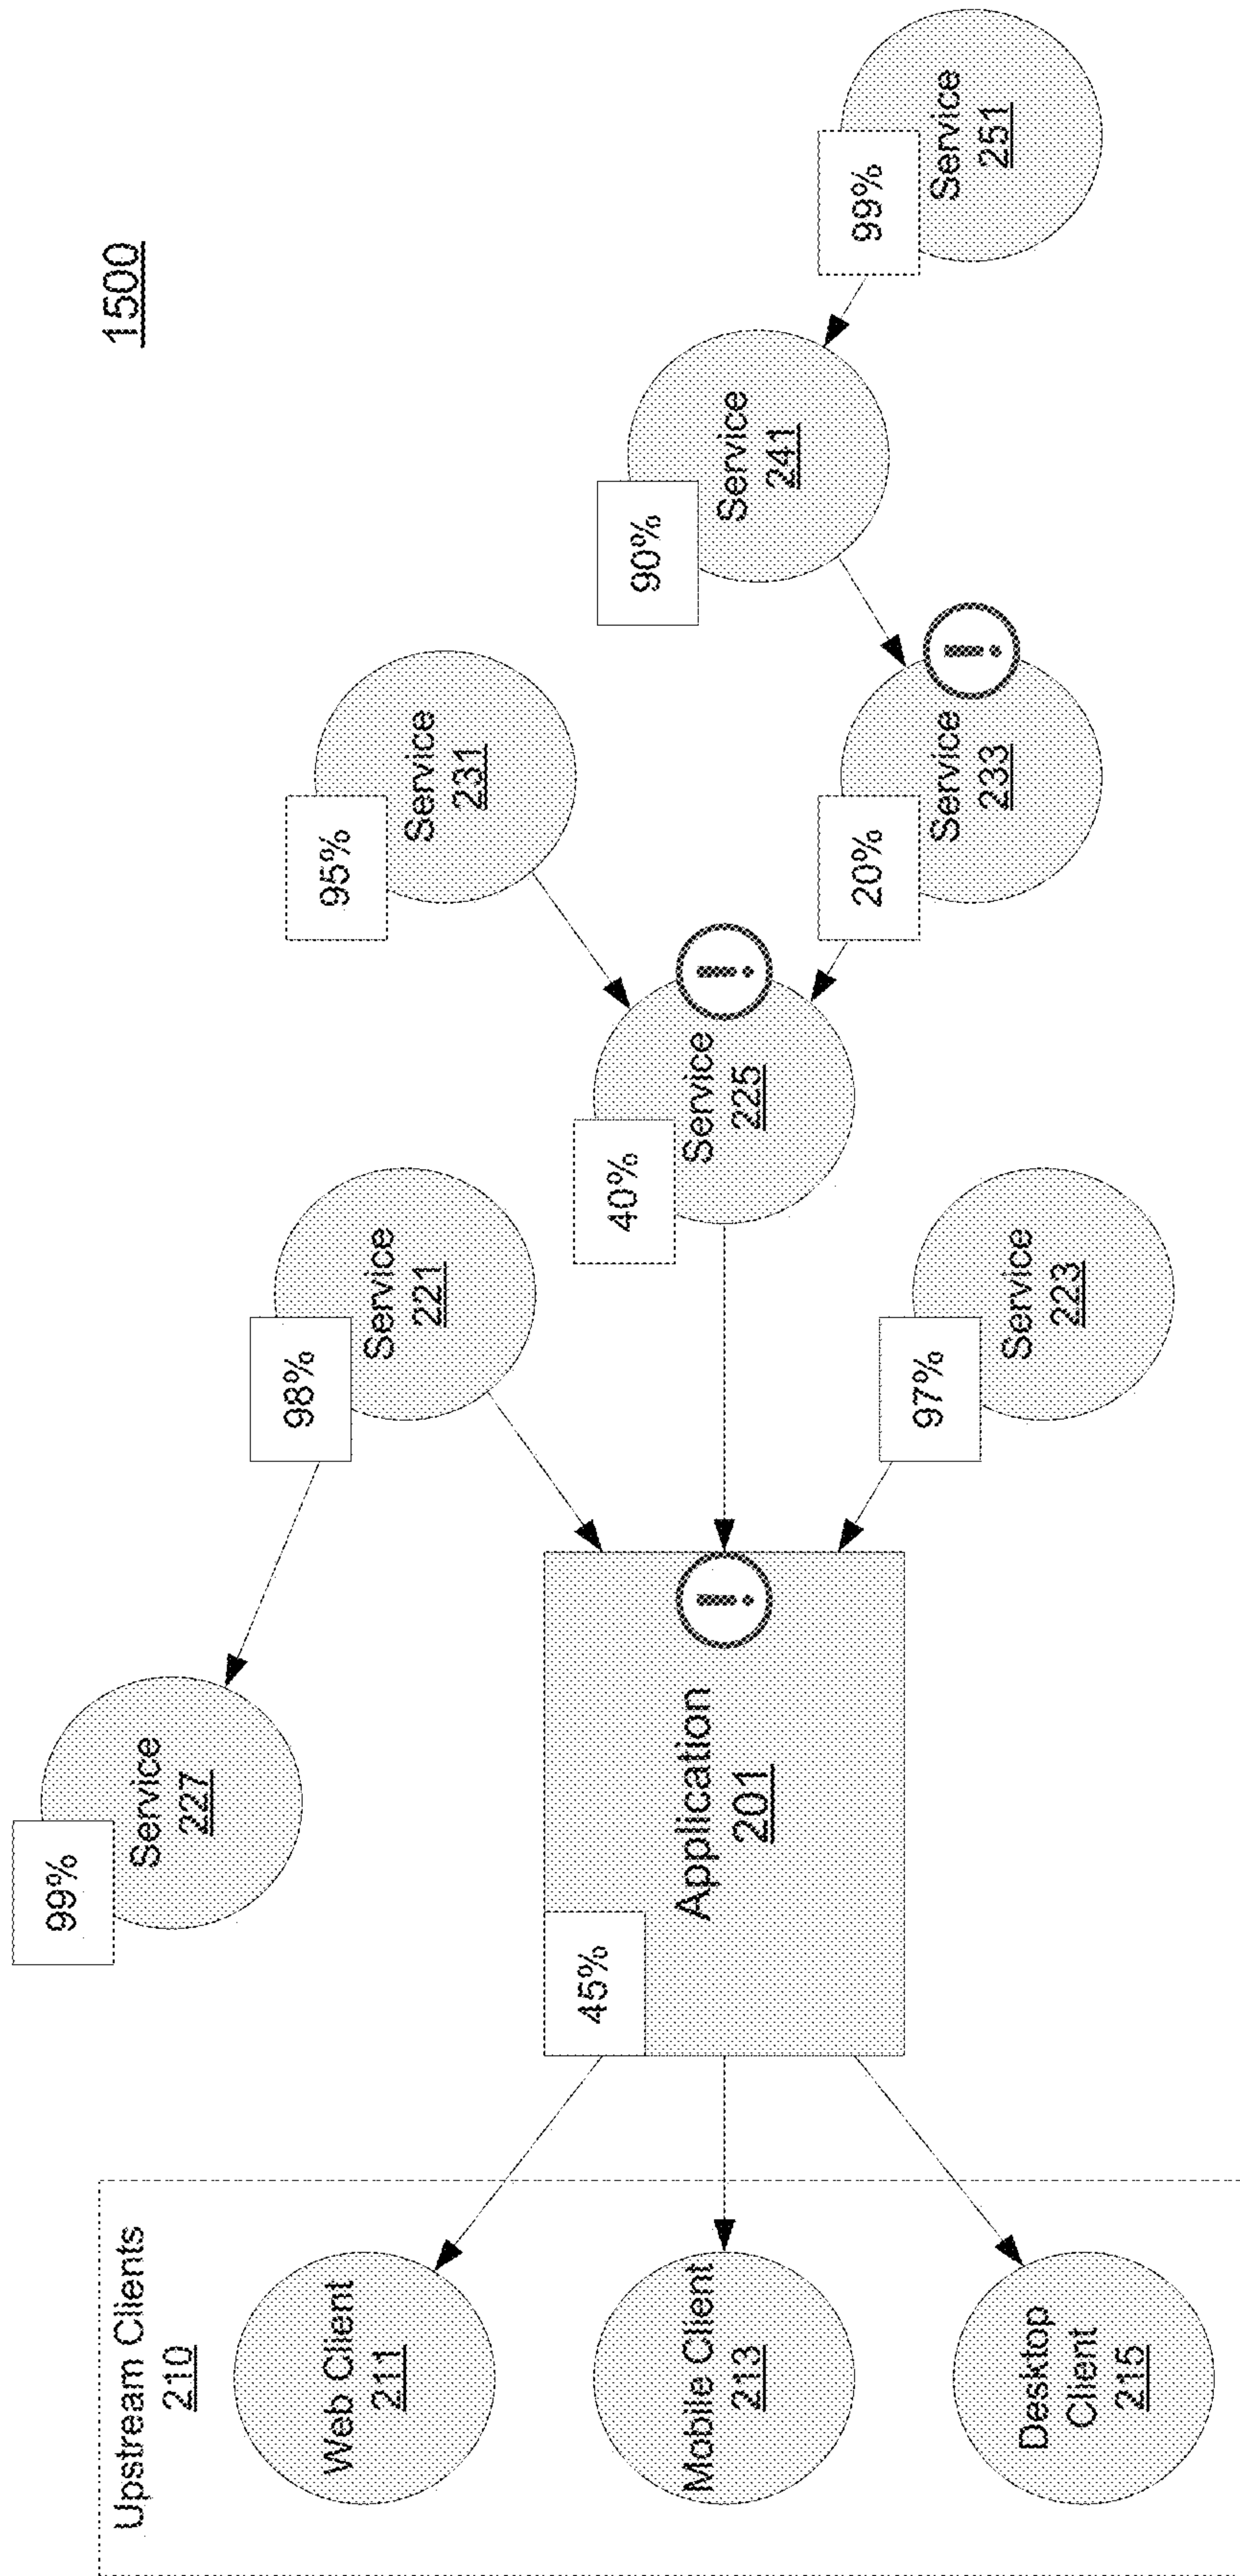 1500
Upstream Clients
210
Web Client
211
Mobile Client
213
Desktop
Client
215
99%
Service
227
45%
Application
201
i
98%
Service
221
97%
Service
223
40%
Service
225
i
95%
Service
231
20%
Service
233
i
90%
Service
241
99%
Service
251